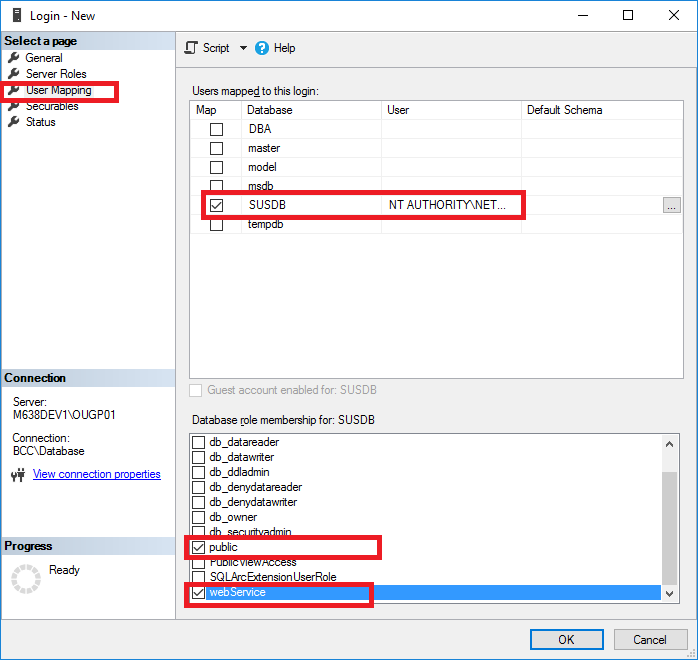 Login - New
Select a page
General
Server Roles
User Mapping
Securables
Status
Script Help
Users mapped to this login:
Map Database User Default Schema
DBA
master
model
msdb
SUSDB NT AUTHORITY\NET... ...
tempdb
Guest account enabled for: SUSDB
Database role membership for: SUSDB
db_datareader
db_datawriter
db_ddladmin
db_denydatareader
db_denydatawriter
db_owner
db_securityadmin
public
PublicViewAccess
SQLArcExtensionUserRole
webService
Connection
Server:
M638DEV1\OUGP01
Connection:
BCC\Database
View connection properties
Progress
Ready
OK Cancel